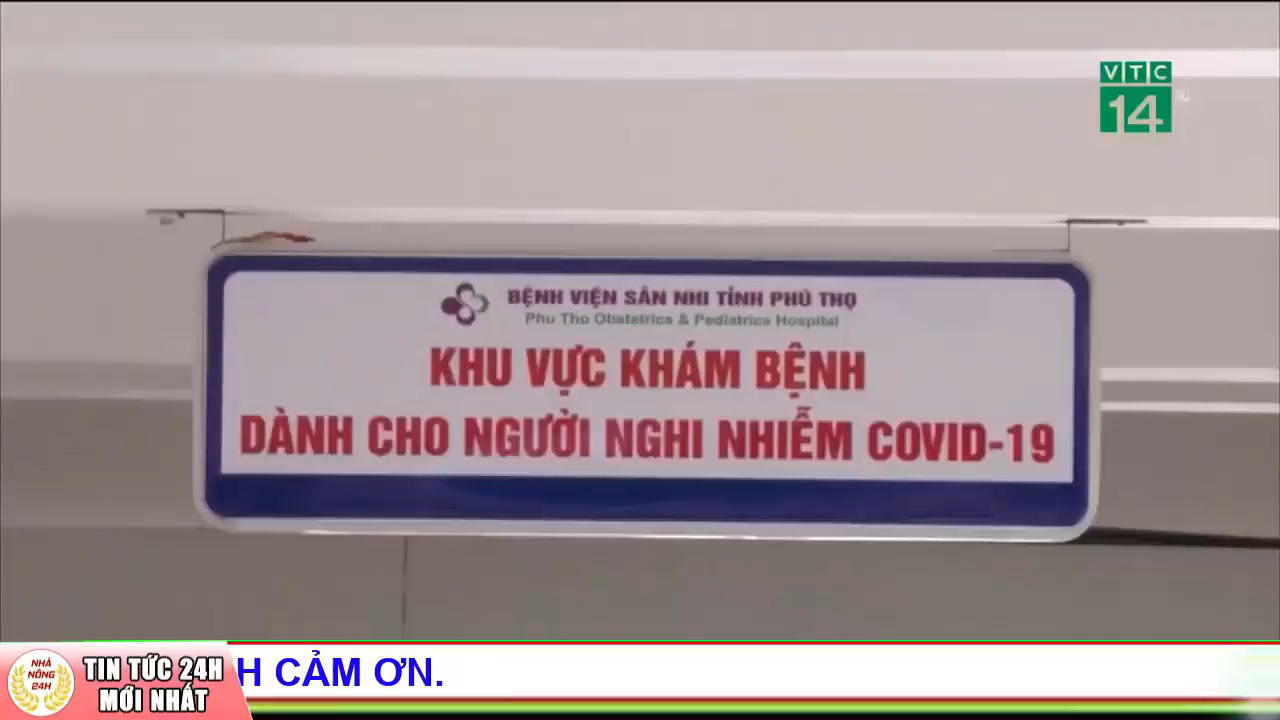 VTC
14
BỆNH VIỆN SẢN NHI TỈNH PHÚ THỌ
Phu Tho Obstetrics & Pediatrics Hospital
KHU VỰC KHÁM BỆNH
DÀNH CHO NGƯỜI NGHI NHIỄM COVID-19
NHÀ
NÔNG
24H
TIN TỨC 24H
MỚI NHẤT
H CẢM ƠN.